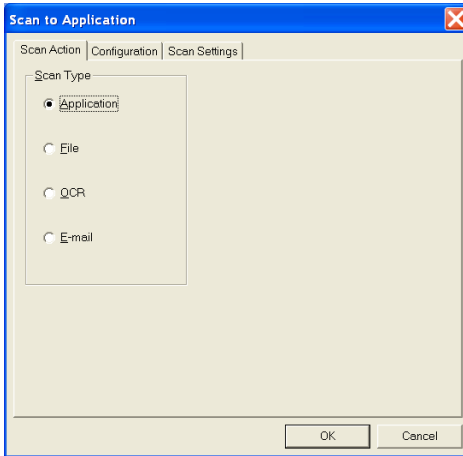 Scan to Application
Scan Action Configuration Scan Settings
Scan Type
Application
File
OCR
E-mail
OK Cancel